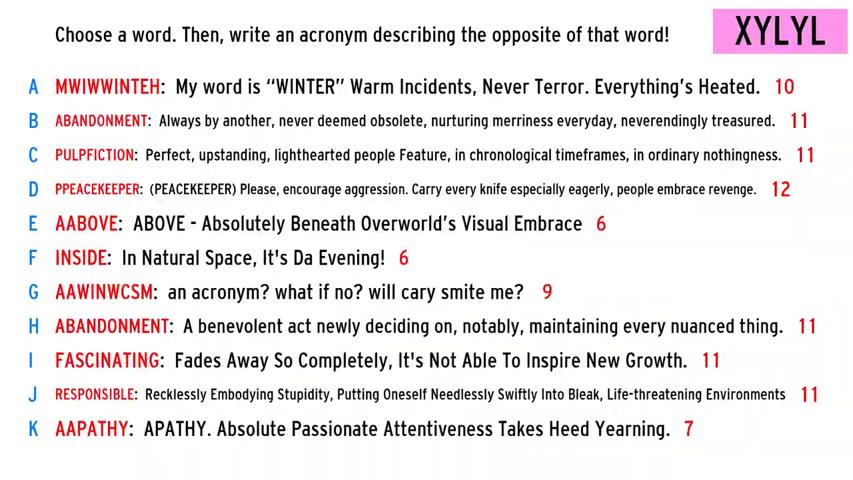 Choose a word. Then, write an acronym describing the opposite of that word!
XYLYL
A MWIWWINTEH: My word is “WINTER” Warm Incidents, Never Terror. Everything’s Heated. 10
B ABANDONMENT: Always by another, never deemed obsolete, nurturing merriness everyday, neverendingly treasured. 11
C PULPFICTION: Perfect, upstanding, lighthearted people Feature, in chronological timeframes, in ordinary nothingness. 11
D PPEACEKEEPER: (PEACEKEEPER) Please, encourage aggression. Carry every knife especially eagerly, people embrace revenge. 12
E AABOVE: ABOVE - Absolutely Beneath Overworld’s Visual Embrace 6
F INSIDE: In Natural Space, It's Da Evening! 6
G AAWINWCSM: an acronym? what if no? will cary smite me? 9
H ABANDONMENT: A benevolent act newly deciding on, notably, maintaining every nuanced thing. 11
I FASCINATING: Fades Away So Completely, It's Not Able To Inspire New Growth. 11
J RESPONSIBLE: Recklessly Embodying Stupidity, Putting Oneself Needlessly Swiftly Into Bleak, Life-threatening Environments 11
K AAPATHY: APATHY. Absolute Passionate Attentiveness Takes Heed Yearning. 7